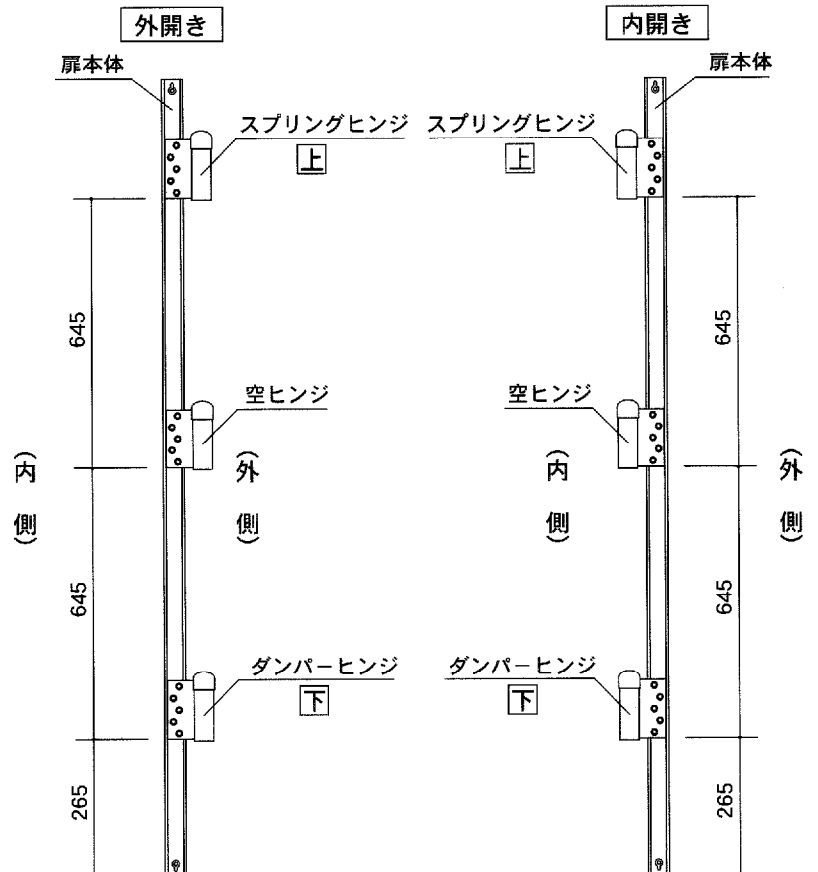 外開き
扉本体
スプリングヒンジ
上
645
空ヒンジ
(内側)
(外側)
645
ダンパーヒンジ
下
265
内開き
扉本体
スプリングヒンジ
上
645
空ヒンジ
(内側)
(外側)
645
ダンパーヒンジ
下
265